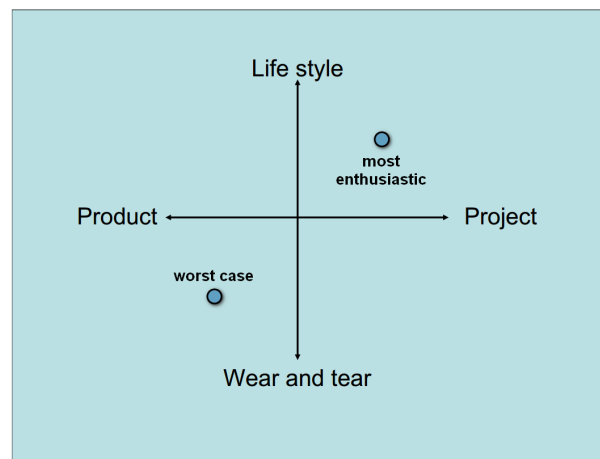 Life style
most
enthusiastic
Product
Project
worst case
Wear and tear